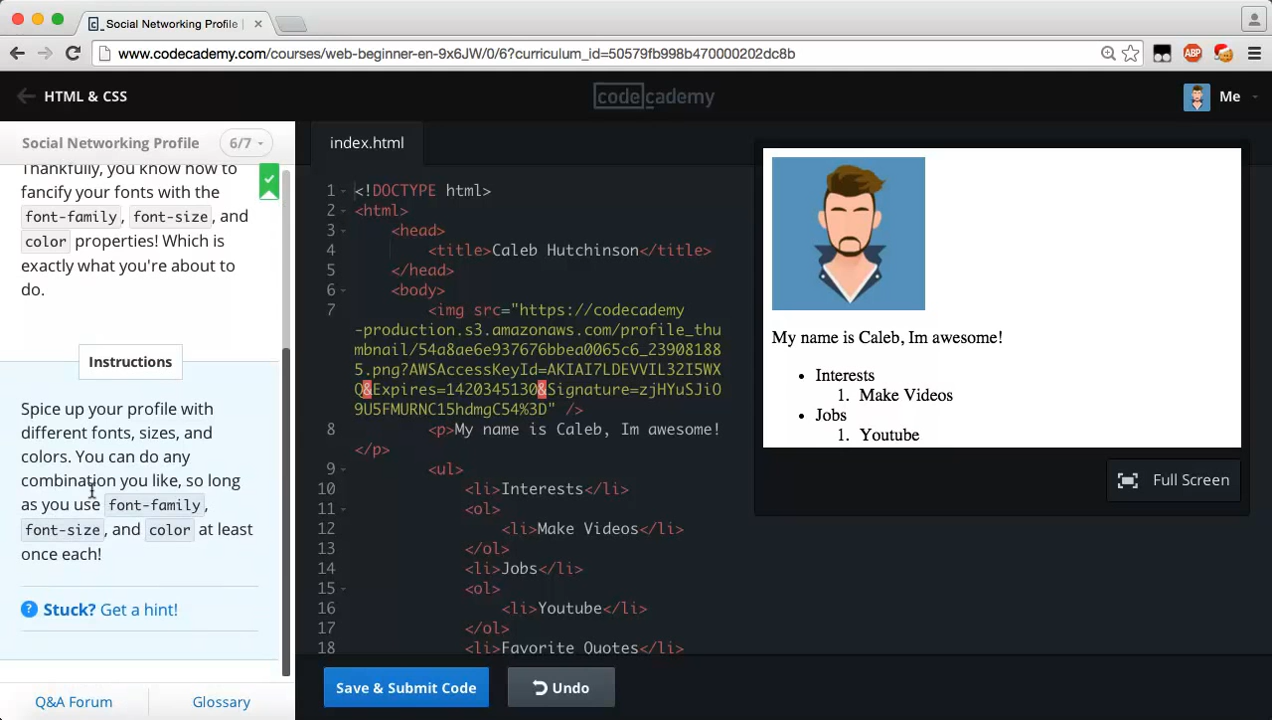 Social Networking Profile
www.codecademy.com/courses/web-beginner-en-9x6JW/0/6?curriculum_id=50579fb998b470000202dc8b
ABP
HTML & CSS
codecademy
Me
Social Networking Profile
6/7
index.html
Thankfully, you know how to
fancify your fonts with the
font-family, font-size, and
color properties! Which is
exactly what you're about to
do.
Instructions
Spice up your profile with
different fonts, sizes, and
colors. You can do any
combination you like, so long
as you use font-family,
font-size, and color at least
once each!
? Stuck? Get a hint!
Q&A Forum
Glossary
1 <!DOCTYPE html>
2 <html>
3 <head>
4 <title>Caleb Hutchinson</title>
5 </head>
6 <body>
7 <img src="https://codecademy
-production.s3.amazonaws.com/profile_thu
mbnail/54a8ae6e937676bbea0065c6_23908188
5.png?AWSAccessKeyId=AKIAI7LDEVVIL32I5WX
Q&Expires=1420345130&Signature=zjHYuSJiO
9U5FMURNC15hdmgC54%3D" />
8 <p>My name is Caleb, Im awesome!
</p>
9 <ul>
10 <li>Interests</li>
11 <ol>
12 <li>Make Videos</li>
13 </ol>
14 <li>Jobs</li>
15 <ol>
16 <li>Youtube</li>
17 </ol>
18 <li>Favorite Quotes</li>
Save & Submit Code
Undo
My name is Caleb, Im awesome!
• Interests
1. Make Videos
• Jobs
1. Youtube
Full Screen